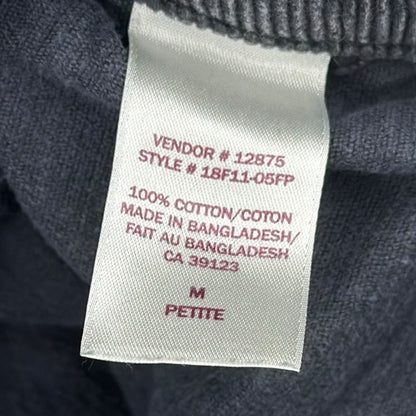 VENDOR # 12875
STYLE # 18F11-05FP
100% COTTON/COTON
MADE IN BANGLADESH/
FAIT AU BANGLADESH
CA 39123
M
PETITE